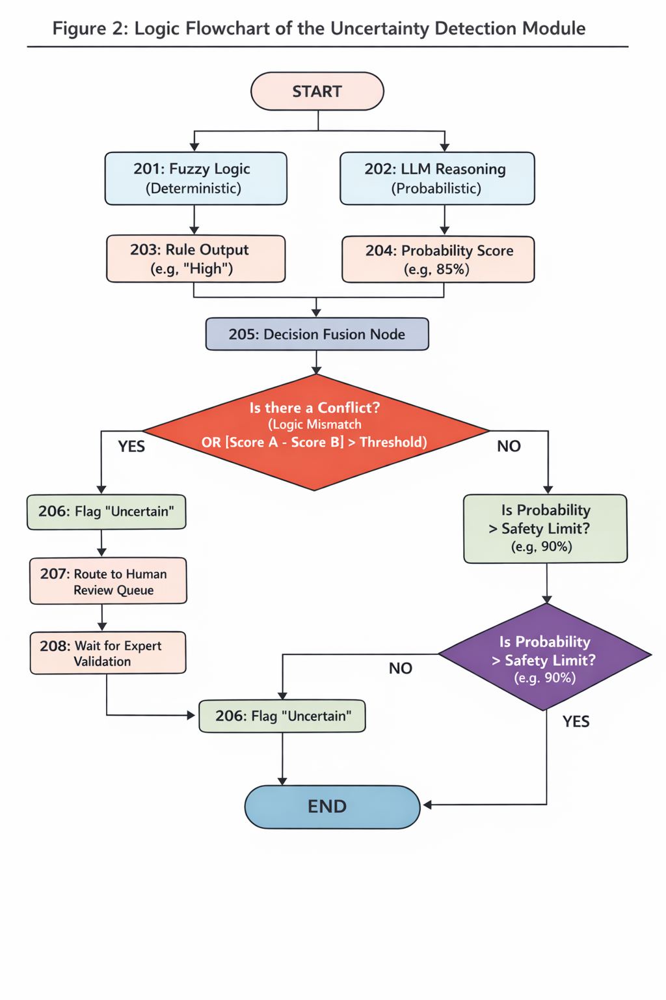 Figure 2: Logic Flowchart of the Uncertainty Detection Module
START
201: Fuzzy Logic
(Deterministic)
202: LLM Reasoning
(Probabilistic)
203: Rule Output
(e.g, "High")
204: Probability Score
(e.g, 85%)
205: Decision Fusion Node
Is there a Conflict?
(Logic Mismatch
OR [Score A - Score B] > Threshold)
YES
NO
206: Flag "Uncertain"
Is Probability
> Safety Limit?
(e.g, 90%)
207: Route to Human
Review Queue
208: Wait for Expert
Validation
Is Probability
> Safety Limit?
(e.g. 90%)
NO
YES
206: Flag "Uncertain"
END